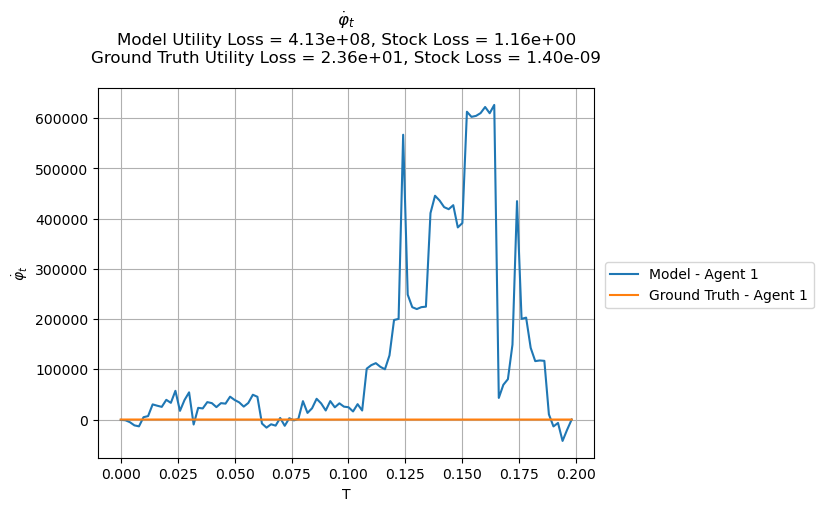 φ̇ₜ
Model Utility Loss = 4.13e+08, Stock Loss = 1.16e+00
Ground Truth Utility Loss = 2.36e+01, Stock Loss = 1.40e-09
600000
500000
400000
300000
200000
100000
0
φ̇ₜ
0.000 0.025 0.050 0.075 0.100 0.125 0.150 0.175 0.200
T
Model - Agent 1
Ground Truth - Agent 1